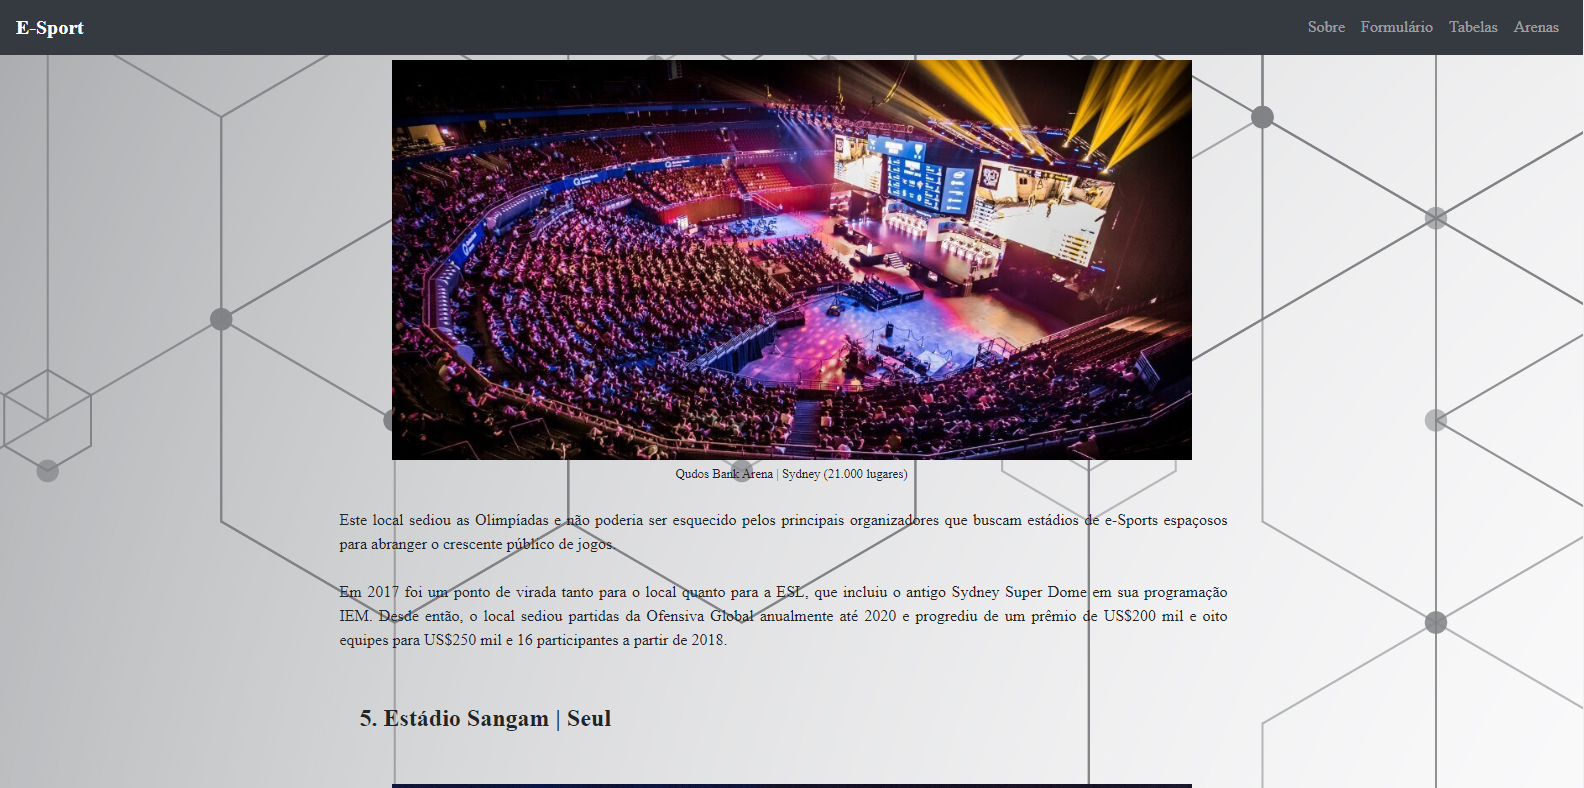 E-Sport
Sobre Formulário Tabelas Arenas
Qudos Bank Arena | Sydney (21.000 lugares)
Este local sediou as Olimpíadas e não poderia ser esquecido pelos principais organizadores que buscam estádios de e-Sports espaçosos
para abranger o crescente público de jogos.
Em 2017 foi um ponto de virada tanto para o local quanto para a ESL, que incluiu o antigo Sydney Super Dome em sua programação
IEM. Desde então, o local sediou partidas da Ofensiva Global anualmente até 2020 e progrediu de um prêmio de US$200 mil e oito
equipes para US$250 mil e 16 participantes a partir de 2018.
5. Estádio Sangam | Seul